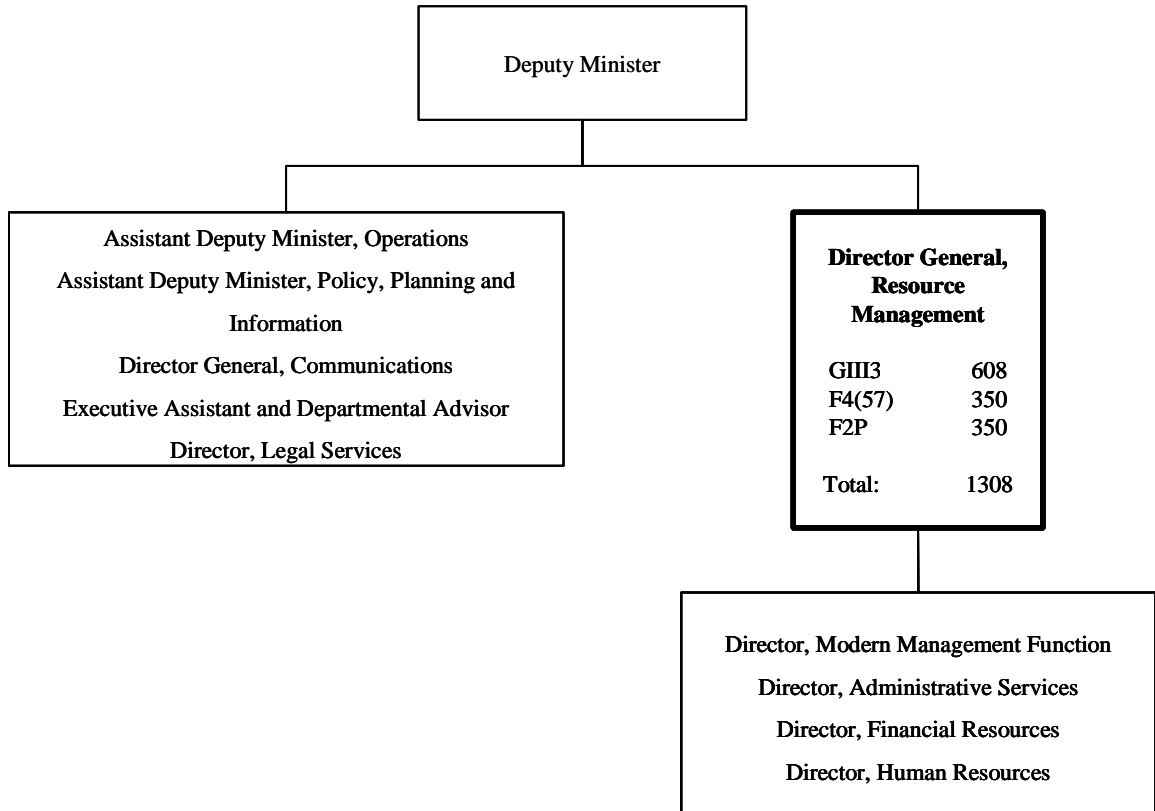 Deputy Minister
Assistant Deputy Minister, Operations
Assistant Deputy Minister, Policy, Planning and
Information
Director General, Communications
Executive Assistant and Departmental Advisor
Director, Legal Services
Director General,
Resource
Management
GIII3 608
F4(57) 350
F2P 350
Total: 1308
Director, Modern Management Function
Director, Administrative Services
Director, Financial Resources
Director, Human Resources